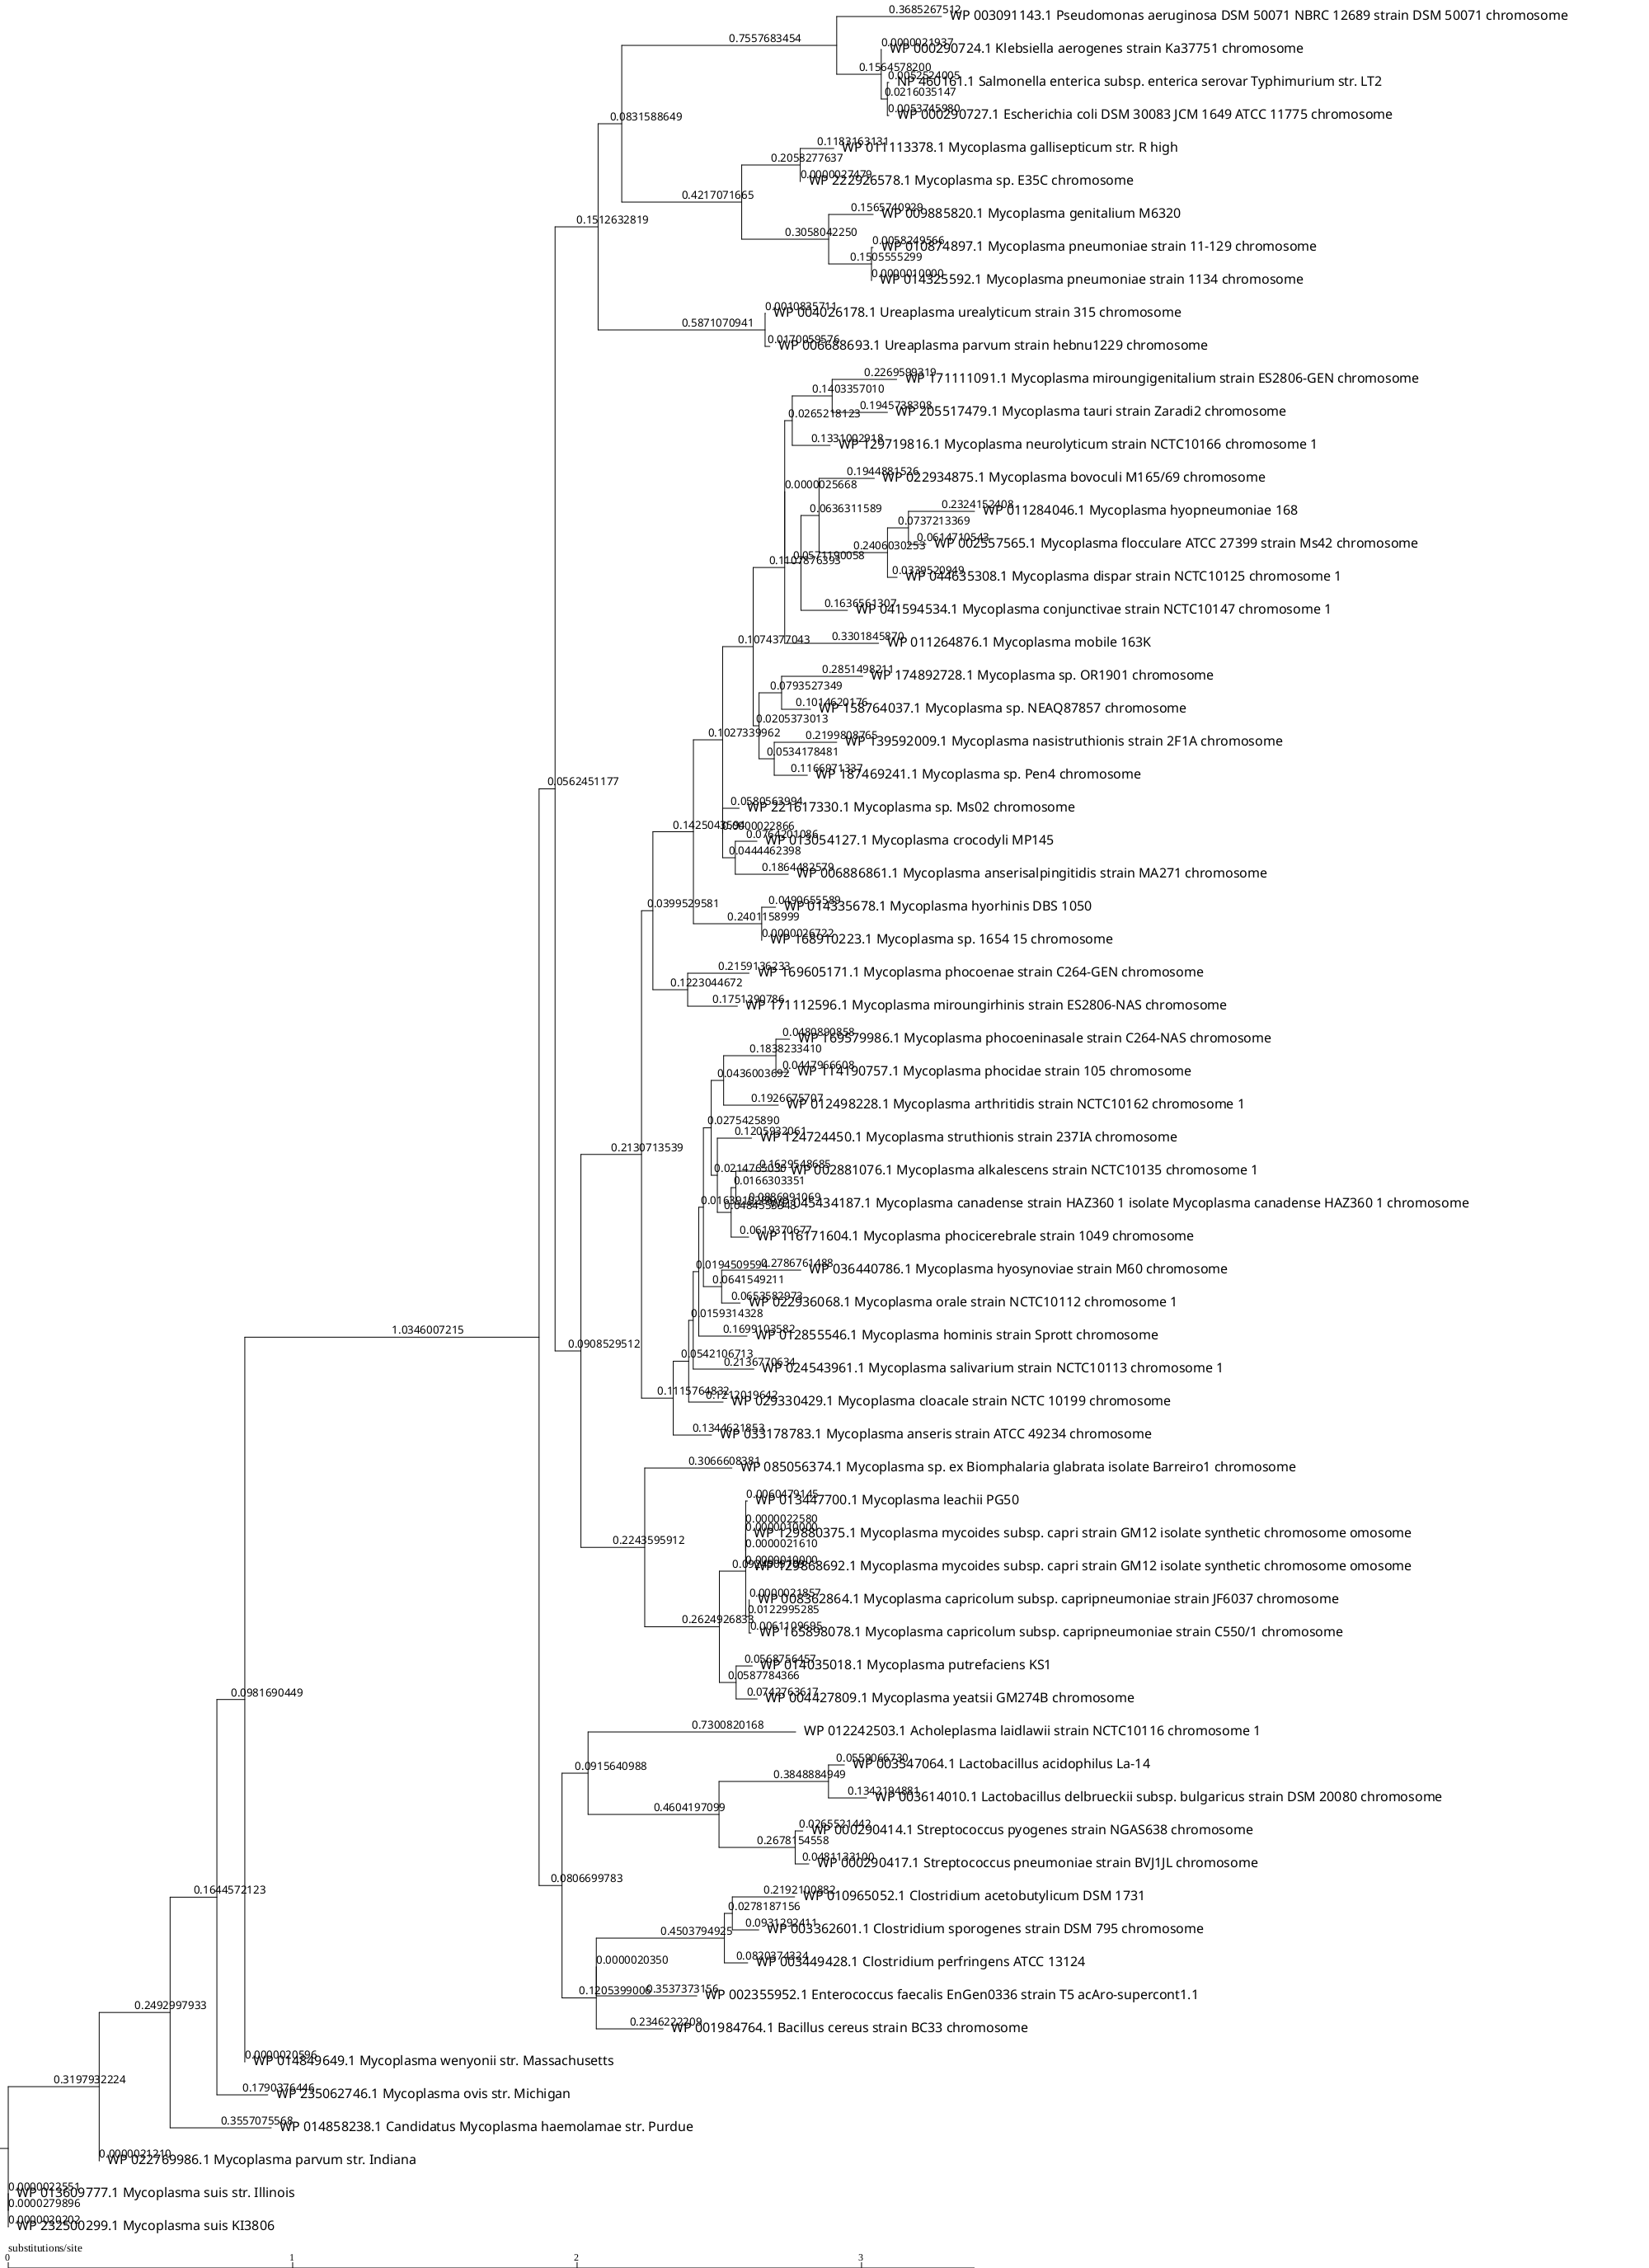 0.3685267512
WP 003091143.1 Pseudomonas aeruginosa DSM 50071 NBRC 12689 strain DSM 50071 chromosome
0.7557683454
0.0000021937
WP 000290724.1 Klebsiella aerogenes strain Ka37751 chromosome
0.1564578200
0.0052524005
NP 460161.1 Salmonella enterica subsp. enterica serovar Typhimurium str. LT2
0.0216035147
0.0053745980
WP 000290727.1 Escherichia coli DSM 30083 JCM 1649 ATCC 11775 chromosome
0.0831588649
0.1183163131
WP 011113378.1 Mycoplasma gallisepticum str. R high
0.2058277637
0.0000027479
WP 222926578.1 Mycoplasma sp. E35C chromosome
0.4217071665
0.1565740929
WP 009885820.1 Mycoplasma genitalium M6320
0.1512632819
0.3058042250
0.0058249566
WP 010874897.1 Mycoplasma pneumoniae strain 11-129 chromosome
0.1505555299
0.0000010000
WP 014325592.1 Mycoplasma pneumoniae strain 1134 chromosome
0.0010835711
WP 004026178.1 Ureaplasma urealyticum strain 315 chromosome
0.5871070941
0.0170059576
WP 006688693.1 Ureaplasma parvum strain hebnu1229 chromosome
0.2269599319
WP 171111091.1 Mycoplasma miroungigenitalium strain ES2806-GEN chromosome
0.1403357010
0.1945738308
WP 205517479.1 Mycoplasma tauri strain Zaradi2 chromosome
0.0265218123
0.1331002918
WP 129719816.1 Mycoplasma neurolyticum strain NCTC10166 chromosome 1
0.1944881526
WP 022934875.1 Mycoplasma bovoculi M165/69 chromosome
0.0000025668
0.0636311589
0.2324152408
WP 011284046.1 Mycoplasma hyopneumoniae 168
0.0737213369
0.0614710543
WP 002557565.1 Mycoplasma flocculare ATCC 27399 strain Ms42 chromosome
0.2406030253
0.0571190058
0.1107876393
0.0339520949
WP 044635308.1 Mycoplasma dispar strain NCTC10125 chromosome 1
0.1636561307
WP 041594534.1 Mycoplasma conjunctivae strain NCTC10147 chromosome 1
0.1074377043
0.3301845870
WP 011264876.1 Mycoplasma mobile 163K
0.2851498211
WP 174892728.1 Mycoplasma sp. OR1901 chromosome
0.0793527349
0.1014620176
WP 158764037.1 Mycoplasma sp. NEAQ87857 chromosome
0.0205373013
0.1027339962
0.2199808765
WP 139592009.1 Mycoplasma nasistruthionis strain 2F1A chromosome
0.0534178481
0.1166971337
WP 187469241.1 Mycoplasma sp. Pen4 chromosome
0.0562451177
0.0580563994
WP 221617330.1 Mycoplasma sp. Ms02 chromosome
0.0000022866
0.0764201086
WP 013054127.1 Mycoplasma crocodyli MP145
0.0444462398
0.1864482579
WP 006886861.1 Mycoplasma anserisalpingitidis strain MA271 chromosome
0.0399529581
0.0490655589
WP 014335678.1 Mycoplasma hyorhinis DBS 1050
0.2401158999
0.0000026722
WP 168910223.1 Mycoplasma sp. 1654 15 chromosome
0.2159136233
WP 169605171.1 Mycoplasma phocoenae strain C264-GEN chromosome
0.1223044672
0.1751290786
WP 171112596.1 Mycoplasma miroungirhinis strain ES2806-NAS chromosome
0.0480890858
WP 169579986.1 Mycoplasma phocoeninasale strain C264-NAS chromosome
0.1838233410
0.0447966608
WP 114190757.1 Mycoplasma phocidae strain 105 chromosome
0.0436003692
0.1926675707
WP 012498228.1 Mycoplasma arthritidis strain NCTC10162 chromosome 1
0.0275425890
0.1205932061
WP 124724450.1 Mycoplasma struthionis strain 237IA chromosome
0.2130713539
0.1629548685
WP 002881076.1 Mycoplasma alkalescens strain NCTC10135 chromosome 1
0.0166303351
0.0886991069
WP 045434187.1 Mycoplasma canadense strain HAZ360 1 isolate Mycoplasma canadense HAZ360 1 chromosome
0.0619370677
WP 116171604.1 Mycoplasma phocicerebrale strain 1049 chromosome
0.0194509594
0.2786761488
WP 036440786.1 Mycoplasma hyosynoviae strain M60 chromosome
0.0641549211
0.0653582973
WP 022936068.1 Mycoplasma orale strain NCTC10112 chromosome 1
0.0159314328
1.0346007215
0.1699103582
WP 012855546.1 Mycoplasma hominis strain Sprott chromosome
0.0908529512
0.0542106713
0.2136770634
WP 024543961.1 Mycoplasma salivarium strain NCTC10113 chromosome 1
0.1115764832
0.1212019642
WP 029330429.1 Mycoplasma cloacale strain NCTC 10199 chromosome
0.1344621853
WP 033178783.1 Mycoplasma anseris strain ATCC 49234 chromosome
0.3066608381
WP 085056374.1 Mycoplasma sp. ex Biomphalaria glabrata isolate Barreiro1 chromosome
0.0060479145
WP 013447700.1 Mycoplasma leachii PG50
0.0000022580
0.0000010000
WP 129880375.1 Mycoplasma mycoides subsp. capri strain GM12 isolate synthetic chromosome omosome
0.2243595912
0.0000021610
0.0000010000
WP 129868692.1 Mycoplasma mycoides subsp. capri strain GM12 isolate synthetic chromosome omosome
0.0000021857
WP 008362864.1 Mycoplasma capricolum subsp. capripneumoniae strain JF6037 chromosome
0.0122995285
0.2624926833
0.0061109695
WP 165898078.1 Mycoplasma capricolum subsp. capripneumoniae strain C550/1 chromosome
0.0568756457
WP 014035018.1 Mycoplasma putrefaciens KS1
0.0587784366
0.0981690449
0.0742763617
WP 004427809.1 Mycoplasma yeatsii GM274B chromosome
0.7300820168
WP 012242503.1 Acholeplasma laidlawii strain NCTC10116 chromosome 1
0.0915640988
0.0559066730
WP 003547064.1 Lactobacillus acidophilus La-14
0.3848884949
0.1342194881
WP 003614010.1 Lactobacillus delbrueckii subsp. bulgaricus strain DSM 20080 chromosome
0.4604197099
0.0265521442
WP 000290414.1 Streptococcus pyogenes strain NGAS638 chromosome
0.2678154558
0.0481133100
WP 000290417.1 Streptococcus pneumoniae strain BVJ1JL chromosome
0.0806699783
0.1644572123
0.2192100882
WP 010965052.1 Clostridium acetobutylicum DSM 1731
0.0278187156
0.0931292411
WP 003362601.1 Clostridium sporogenes strain DSM 795 chromosome
0.4503794925
0.0820374324
WP 003449428.1 Clostridium perfringens ATCC 13124
0.0000020350
0.1205399006
0.3537373156
WP 002355952.1 Enterococcus faecalis EnGen0336 strain T5 acAro-supercont1.1
0.2492997933
0.2346222209
WP 001984764.1 Bacillus cereus strain BC33 chromosome
0.0000020596
WP 014849649.1 Mycoplasma wenyonii str. Massachusetts
0.3197932224
0.1790376446
WP 235062746.1 Mycoplasma ovis str. Michigan
0.3557075568
WP 014858238.1 Candidatus Mycoplasma haemolamae str. Purdue
0.0000021210
WP 022769986.1 Mycoplasma parvum str. Indiana
0.0000022551
WP 013609777.1 Mycoplasma suis str. Illinois
0.0000279896
0.0000020202
WP 232500299.1 Mycoplasma suis KI3806
substitutions/site
0 1 2 3